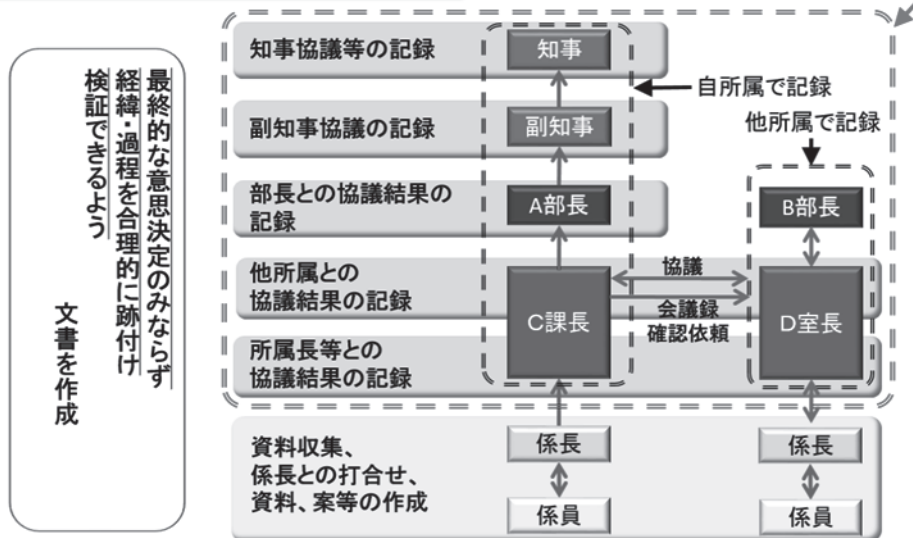 最終的な意思決定のみならず
経緯・過程を合理的に跡付け
検証できるよう
文書を作成
知事協議等の記録
知事
自所属で記録
副知事協議の記録
副知事
他所属で記録
部長との協議結果の
記録
A部長
B部長
他所属との
協議結果の記録
協議
会議録
確認依頼
C課長
D室長
所属長等との
協議結果の記録
資料収集、
係長との打合せ、
資料、案等の作成
係長
係長
係員
係員